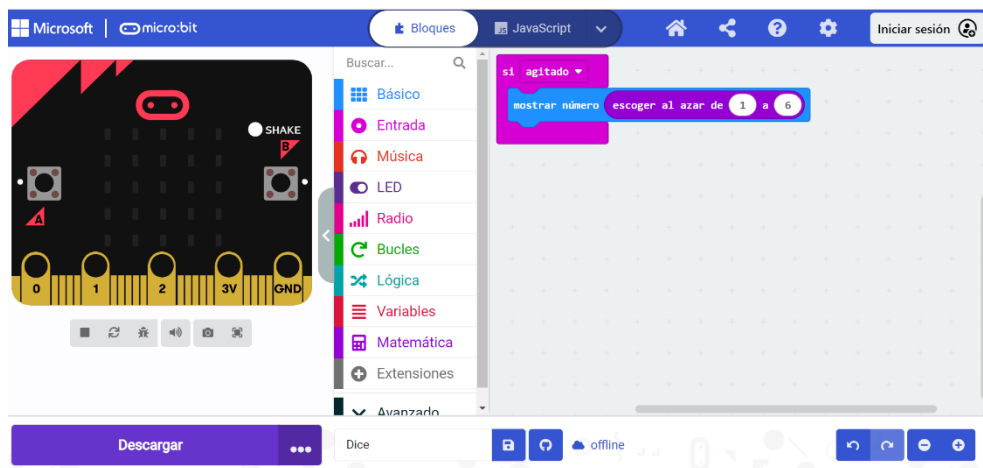 Microsoft micro:bit Bloques JavaScript Iniciar sesión
Buscar...
Básico
Entrada
Música
LED
Radio
Bucles
Lógica
Variables
Matemática
Extensiones
Avanzado
SHAKE
B
A
0 1 2 3V GND
si agitado
mostrar número escoger al azar de 1 a 6
Descargar ••• Dice offline